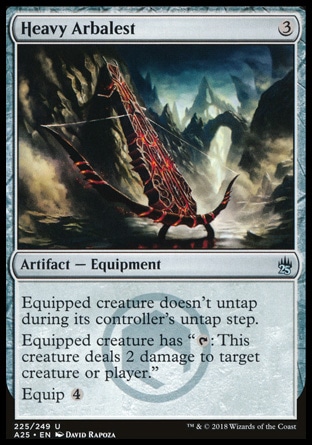 Heavy Arbalest 3
25
Artifact — Equipment
Equipped creature doesn't untap
during its controller's untap step.
Equipped creature has “: This
creature deals 2 damage to target
creature or player.”
Equip 4
225/249 U
A25 • EN DAVID RAPOZA
™ & © 2018 Wizards of the Coast